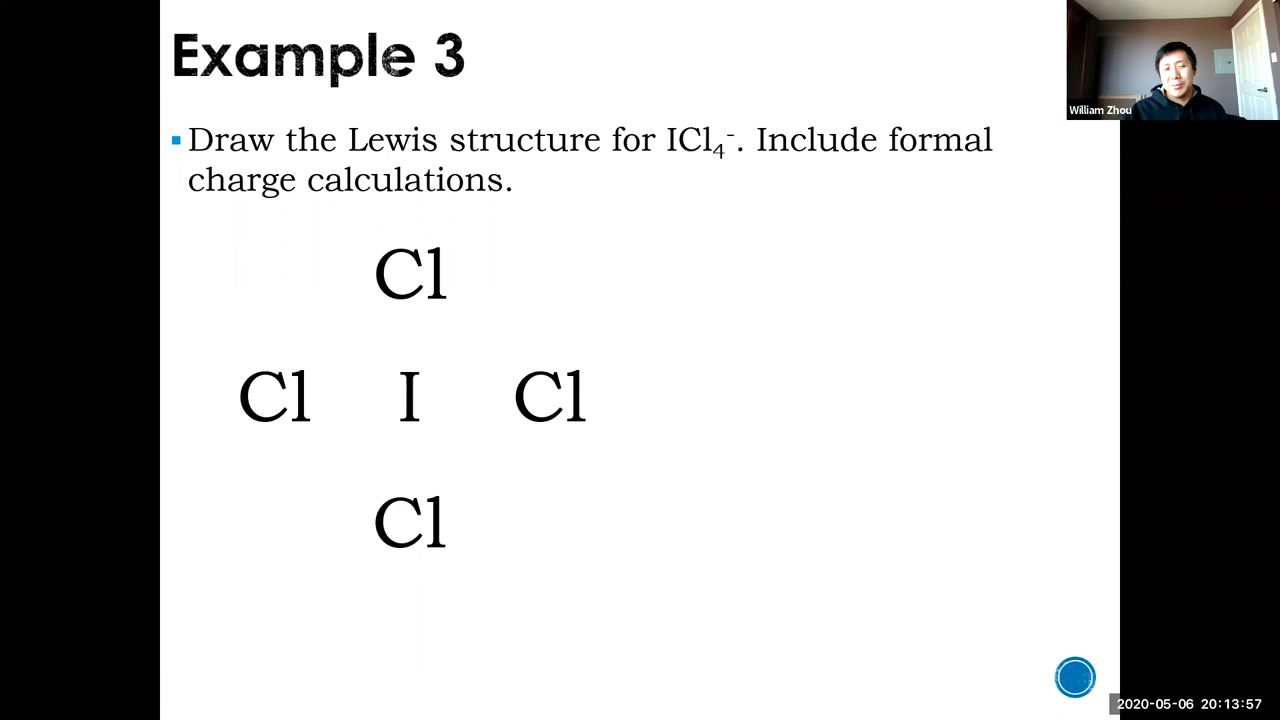 Example 3
William Zhou
Draw the Lewis structure for ICl₄⁻. Include formal
charge calculations.
Cl
Cl I Cl
Cl
2020-05-06 20:13:57